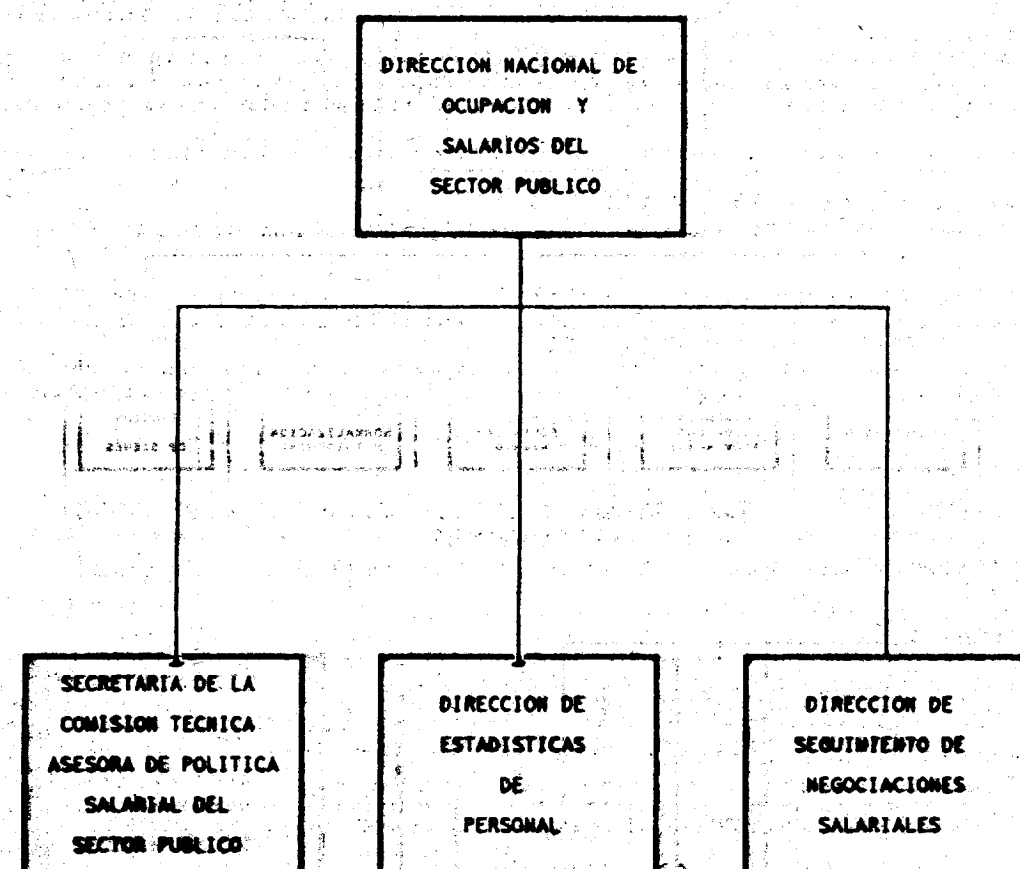 DIRECCION NACIONAL DE
OCUPACION Y
SALARIOS DEL
SECTOR PUBLICO
SECRETARIA DE LA
COMISION TECNICA
ASESORA DE POLITICA
SALARIAL DEL
SECTOR PUBLICO
DIRECCION DE
ESTADISTICAS
DE
PERSONAL
DIRECCION DE
SEGUIMIENTO DE
NEGOCIACIONES
SALARIALES